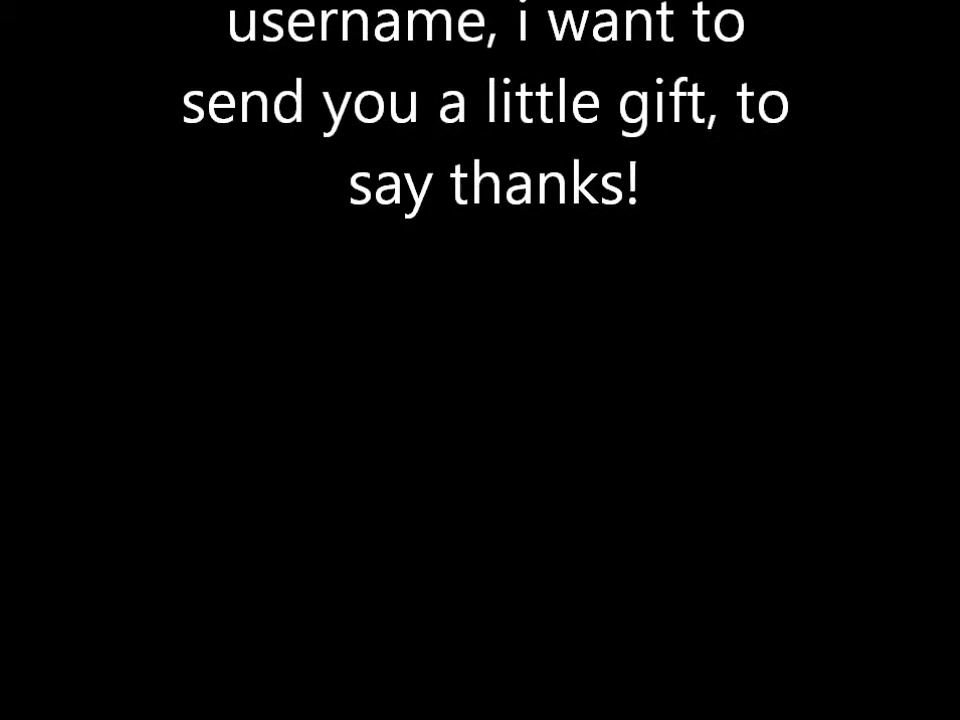 username, i want to
send you a little gift, to
say thanks!